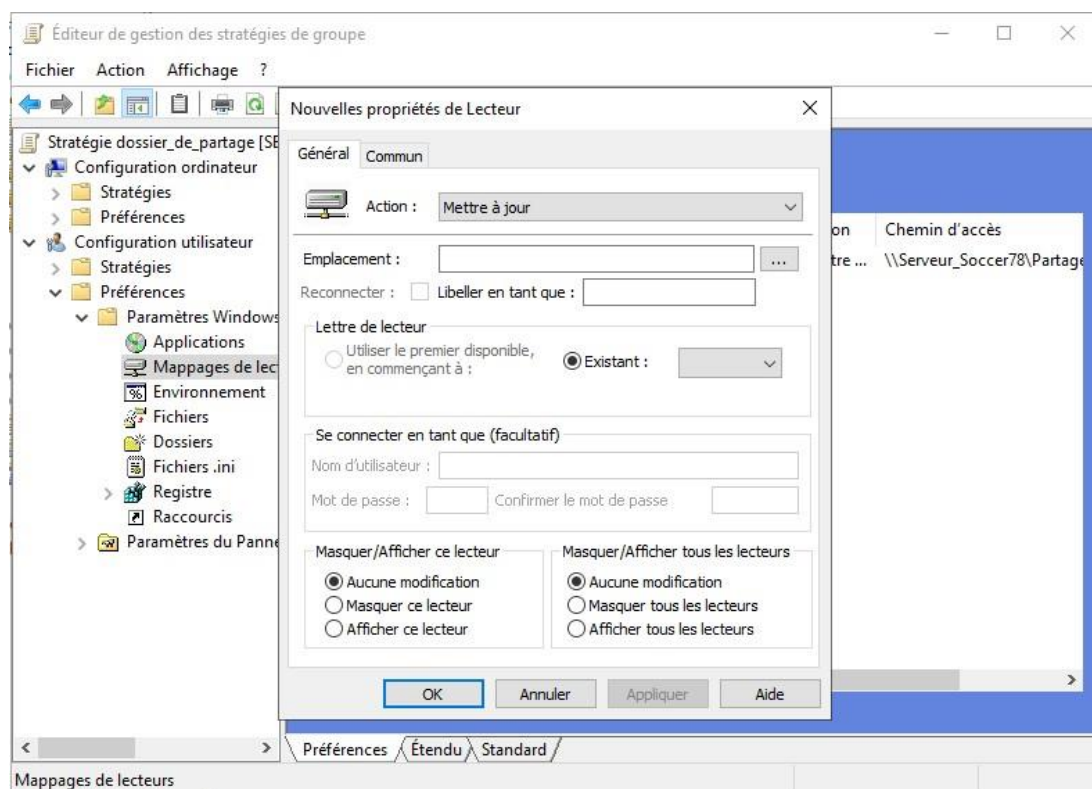 Éditeur de gestion des stratégies de groupe
Fichier Action Affichage ?
Stratégie dossier_de_partage [SE
Configuration ordinateur
Stratégies
Préférences
Configuration utilisateur
Stratégies
Préférences
Paramètres Windows
Applications
Mappages de lec
Environnement
Fichiers
Dossiers
Fichiers .ini
Registre
Raccourcis
Paramètres du Panne
Nouvelles propriétés de Lecteur
Général Commun
Action : Mettre à jour
Emplacement : ...
Reconnecter : Libeller en tant que :
Lettre de lecteur
Utiliser le premier disponible,
en commençant à :
Existant :
Se connecter en tant que (facultatif)
Nom d'utilisateur :
Mot de passe : Confirmer le mot de passe
Masquer/Afficher ce lecteur
Aucune modification
Masquer ce lecteur
Afficher ce lecteur
Masquer/Afficher tous les lecteurs
Aucune modification
Masquer tous les lecteurs
Afficher tous les lecteurs
OK Annuler Appliquer Aide
on Chemin d'accès
tre ... \\Serveur_Soccer78\Partage
Préférences Étendu Standard
Mappages de lecteurs